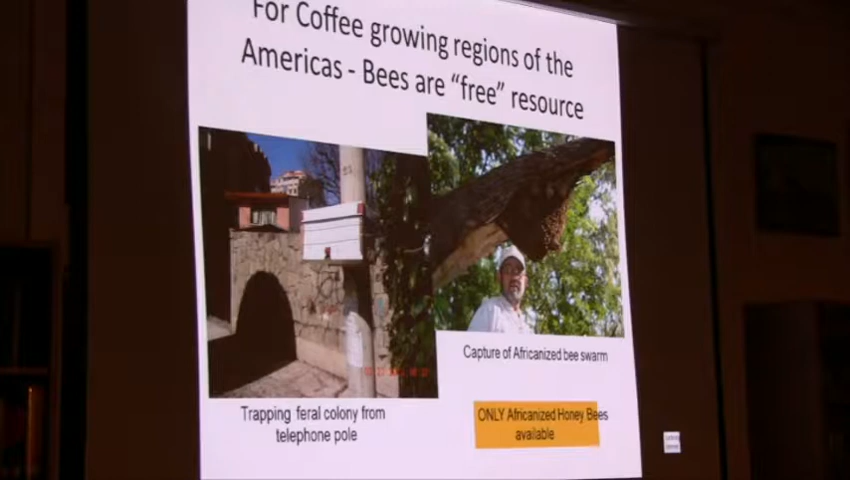 For Coffee growing regions of the
Americas - Bees are “free” resource
Capture of Africanized bee swarm
Trapping feral colony from
telephone pole
ONLY Africanized Honey Bees
available